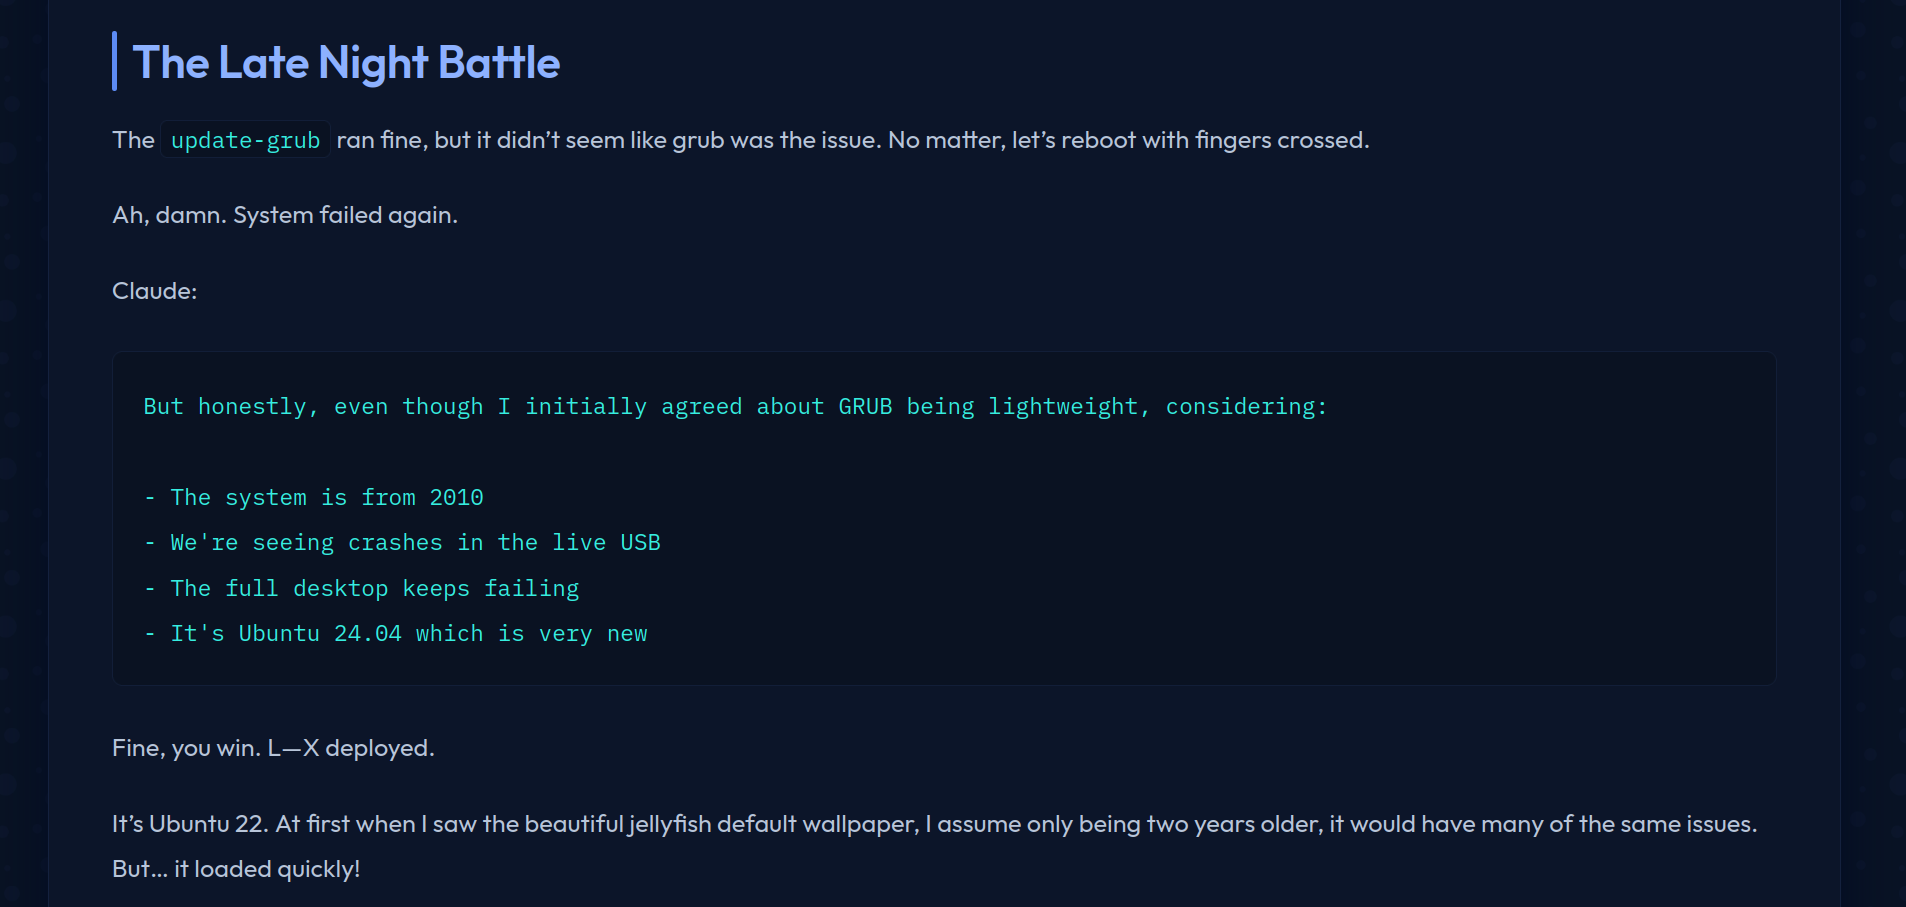 The Late Night Battle
The update-grub ran fine, but it didn’t seem like grub was the issue. No matter, let’s reboot with fingers crossed.
Ah, damn. System failed again.
Claude:
But honestly, even though I initially agreed about GRUB being lightweight, considering:
- The system is from 2010
- We're seeing crashes in the live USB
- The full desktop keeps failing
- It's Ubuntu 24.04 which is very new
Fine, you win. L—X deployed.
It’s Ubuntu 22. At first when I saw the beautiful jellyfish default wallpaper, I assume only being two years older, it would have many of the same issues.
But… it loaded quickly!